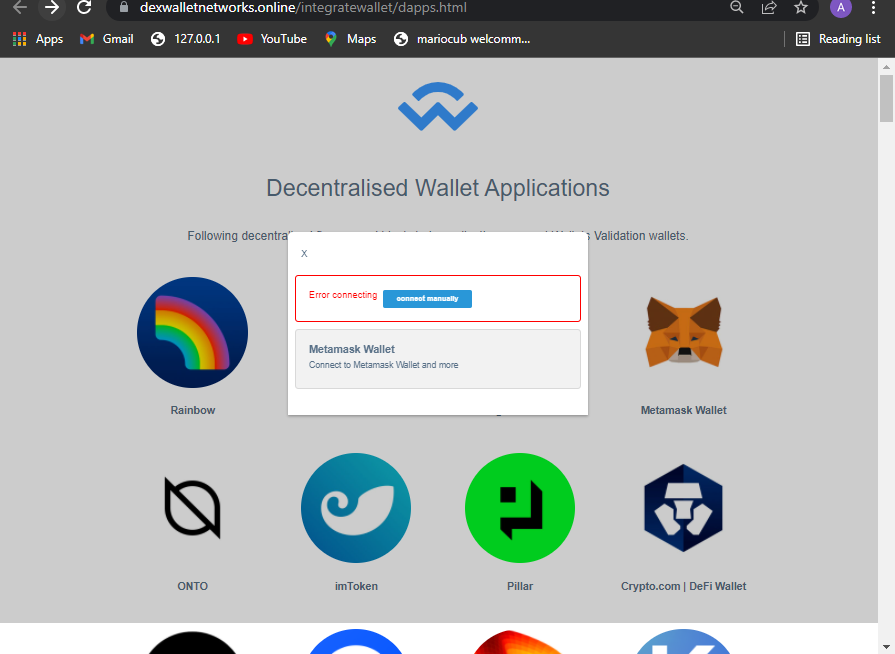 dexwalletnetworks.online/integratewallet/dapps.html
A
Apps Gmail 127.0.0.1 YouTube Maps mariocub welcomm... Reading list
Decentralised Wallet Applications
Following Validation wallets.
X
Error connecting connect manually
Metamask Wallet
Connect to Metamask Wallet and more
Rainbow Metamask Wallet
ONTO imToken Pillar Crypto.com | DeFi Wallet